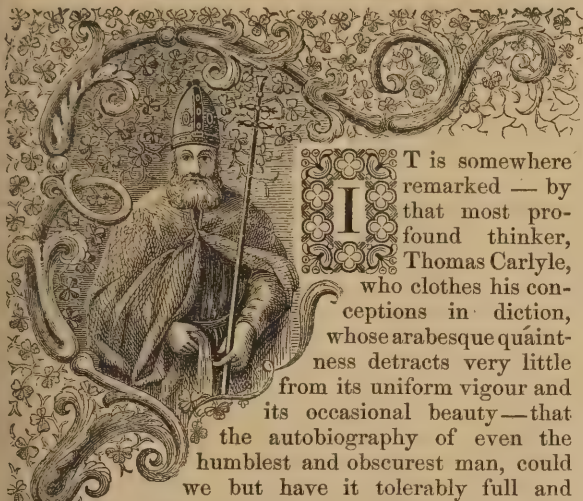 IT is somewhere
remarked — by
that most pro-
found thinker,
Thomas Carlyle,
who clothes his con-
ceptions in diction,
whose arabesque quaint-
ness detracts very little
from its uniform vigour and
its occasional beauty—that
the autobiography of even the
humblest and obscurest man, could
we but have it tolerably full and